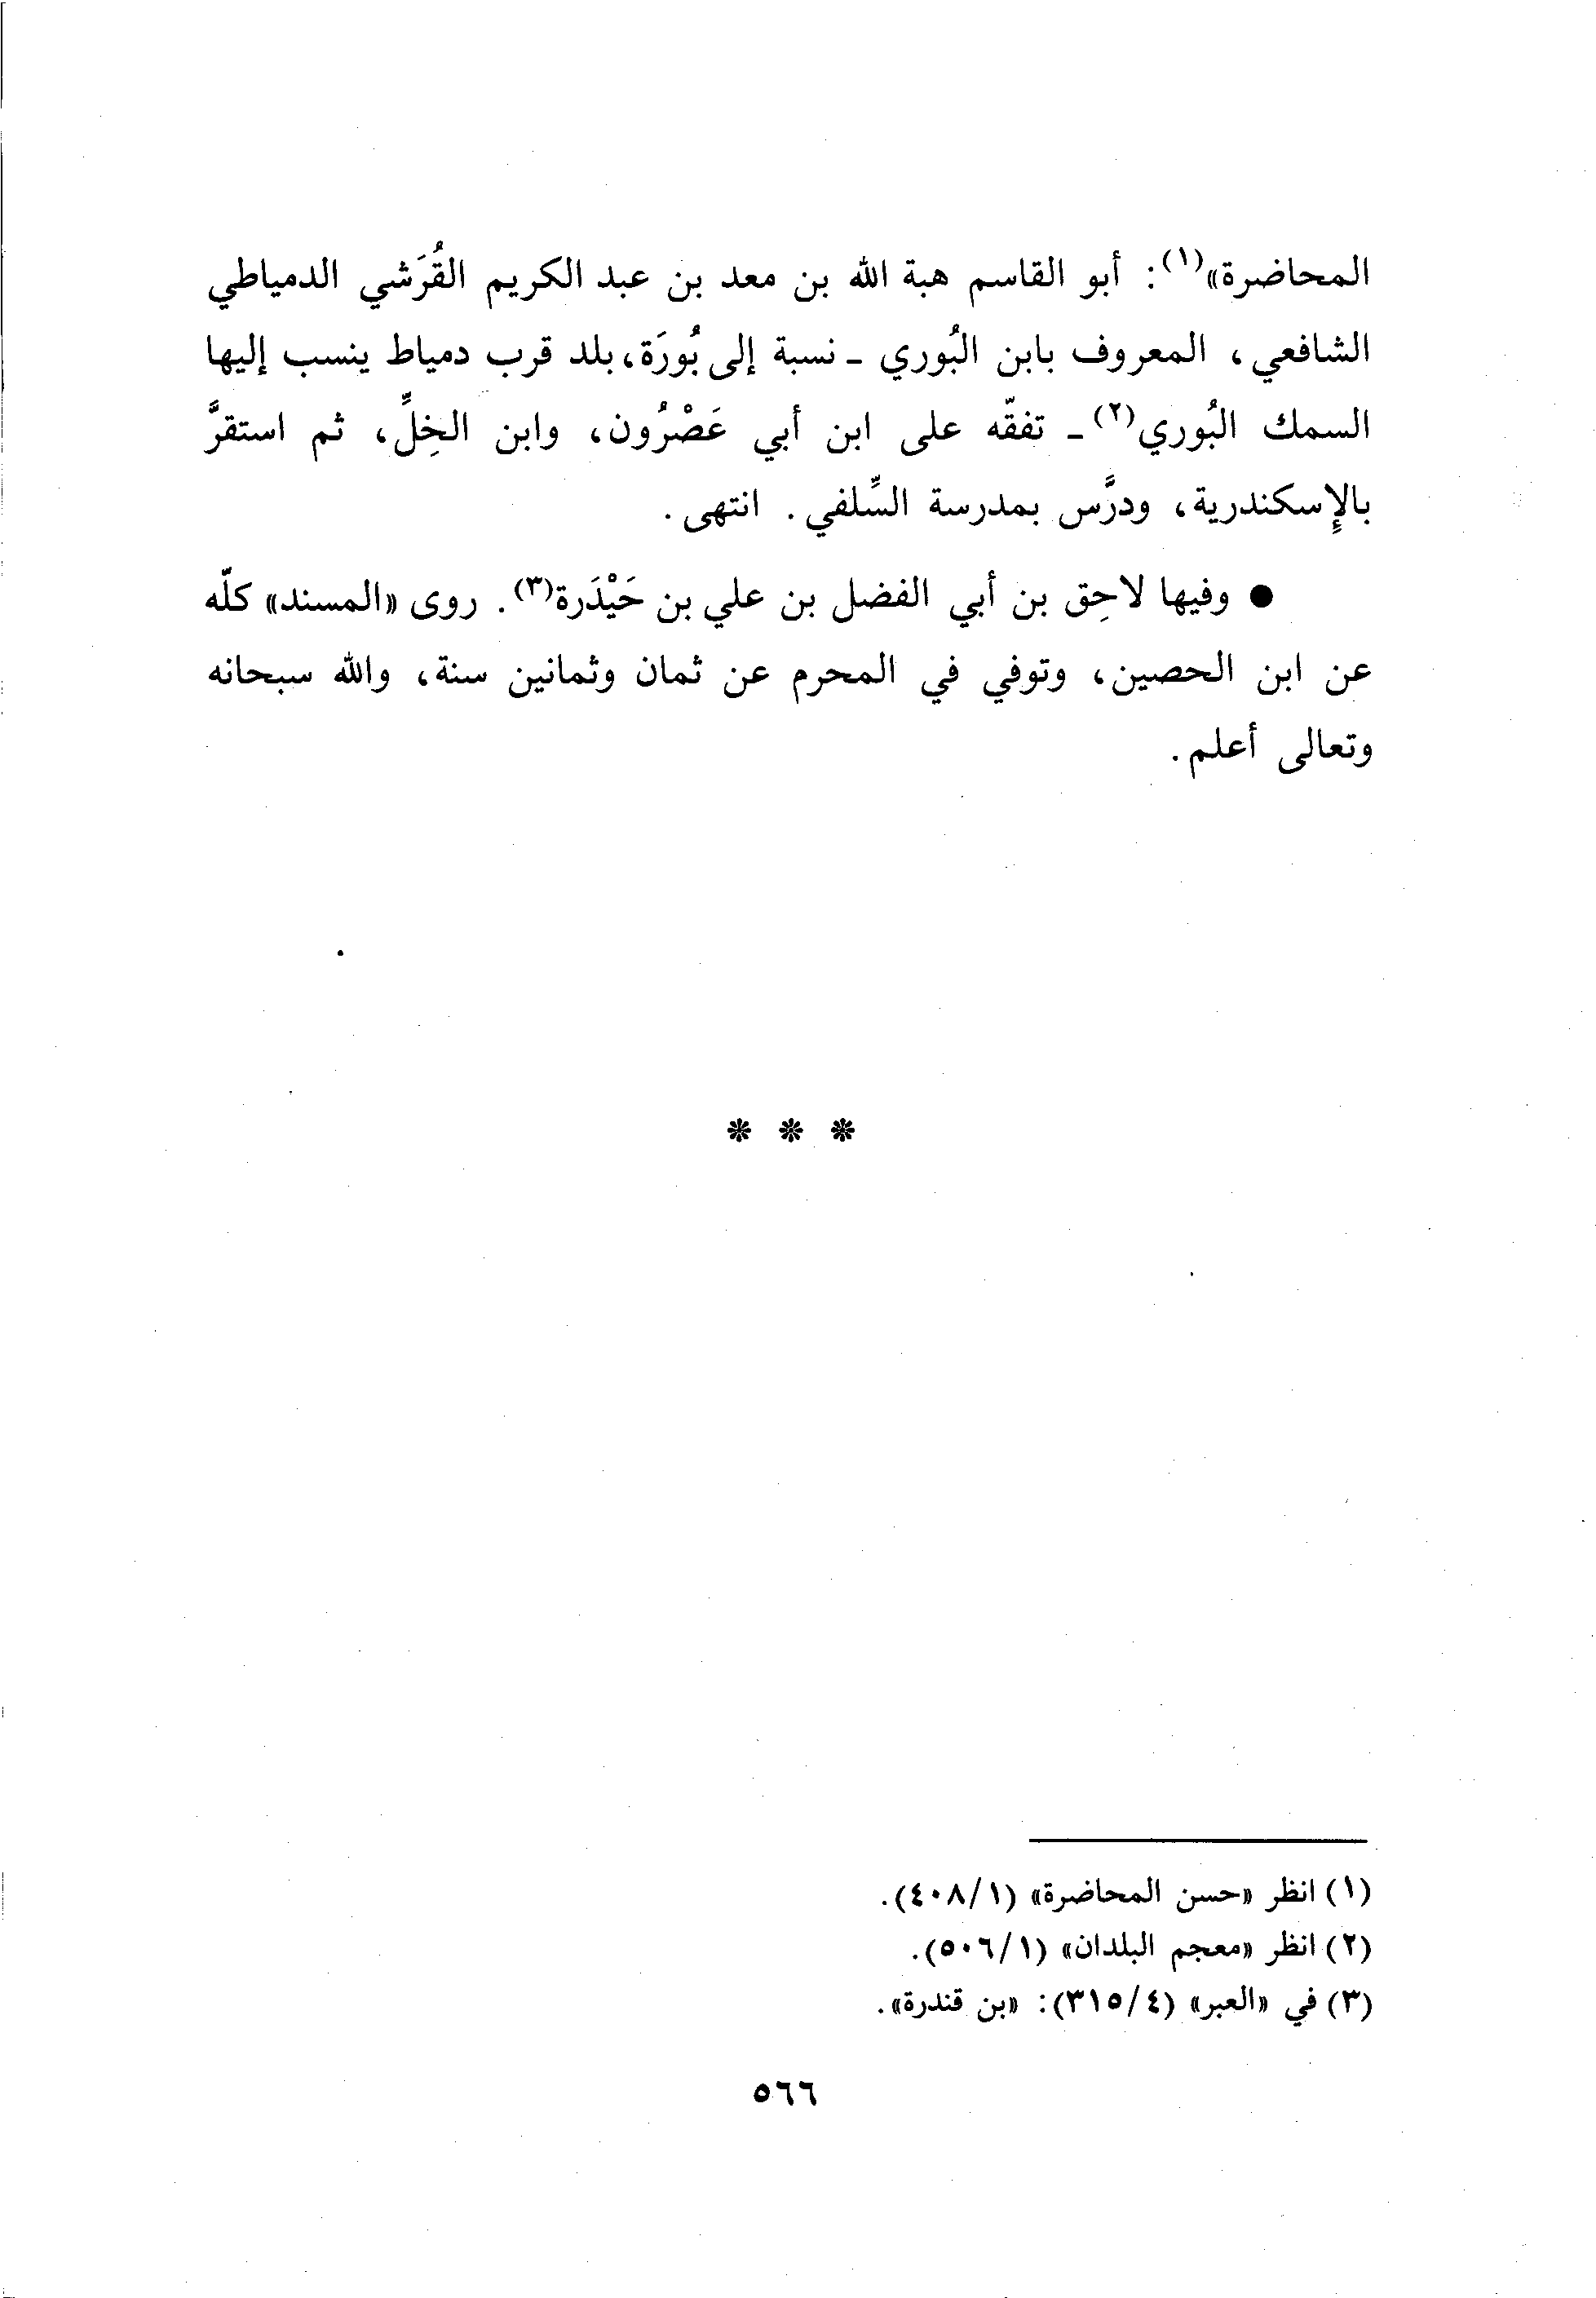 المحاضرة»(١): أبو القاسم هبة الله بن معد بن عبد الكريم القُرَشي الدمياطي
الشافعي، المعروف بابن البُوري - نسبة إلى بُورَة، بلد قرب دمياط ينسب إليها
السمك البُوري(٢) - تفقّه على ابن أبي عَصْرُون، وابن الخِلِّ، ثم استقرَّ
بالإِسكندرية، ودرَّس بمدرسة السِّلفي. انتهى.
● وفيها لاحِق بن أبي الفضل بن علي بن حَيْدَرة(٣). روى «المسند» كلّه
عن ابن الحصين، وتوفي في المحرم عن ثمان وثمانين سنة، والله سبحانه
وتعالى أعلم.
* * *
(١) انظر «حسن المحاضرة» (٤٠٨/١).
(٢) انظر «معجم البلدان» (٥٠٦/١).
(٣) في «العبر» (٣١٥/٤): «بن قندرة».
٥٦٦